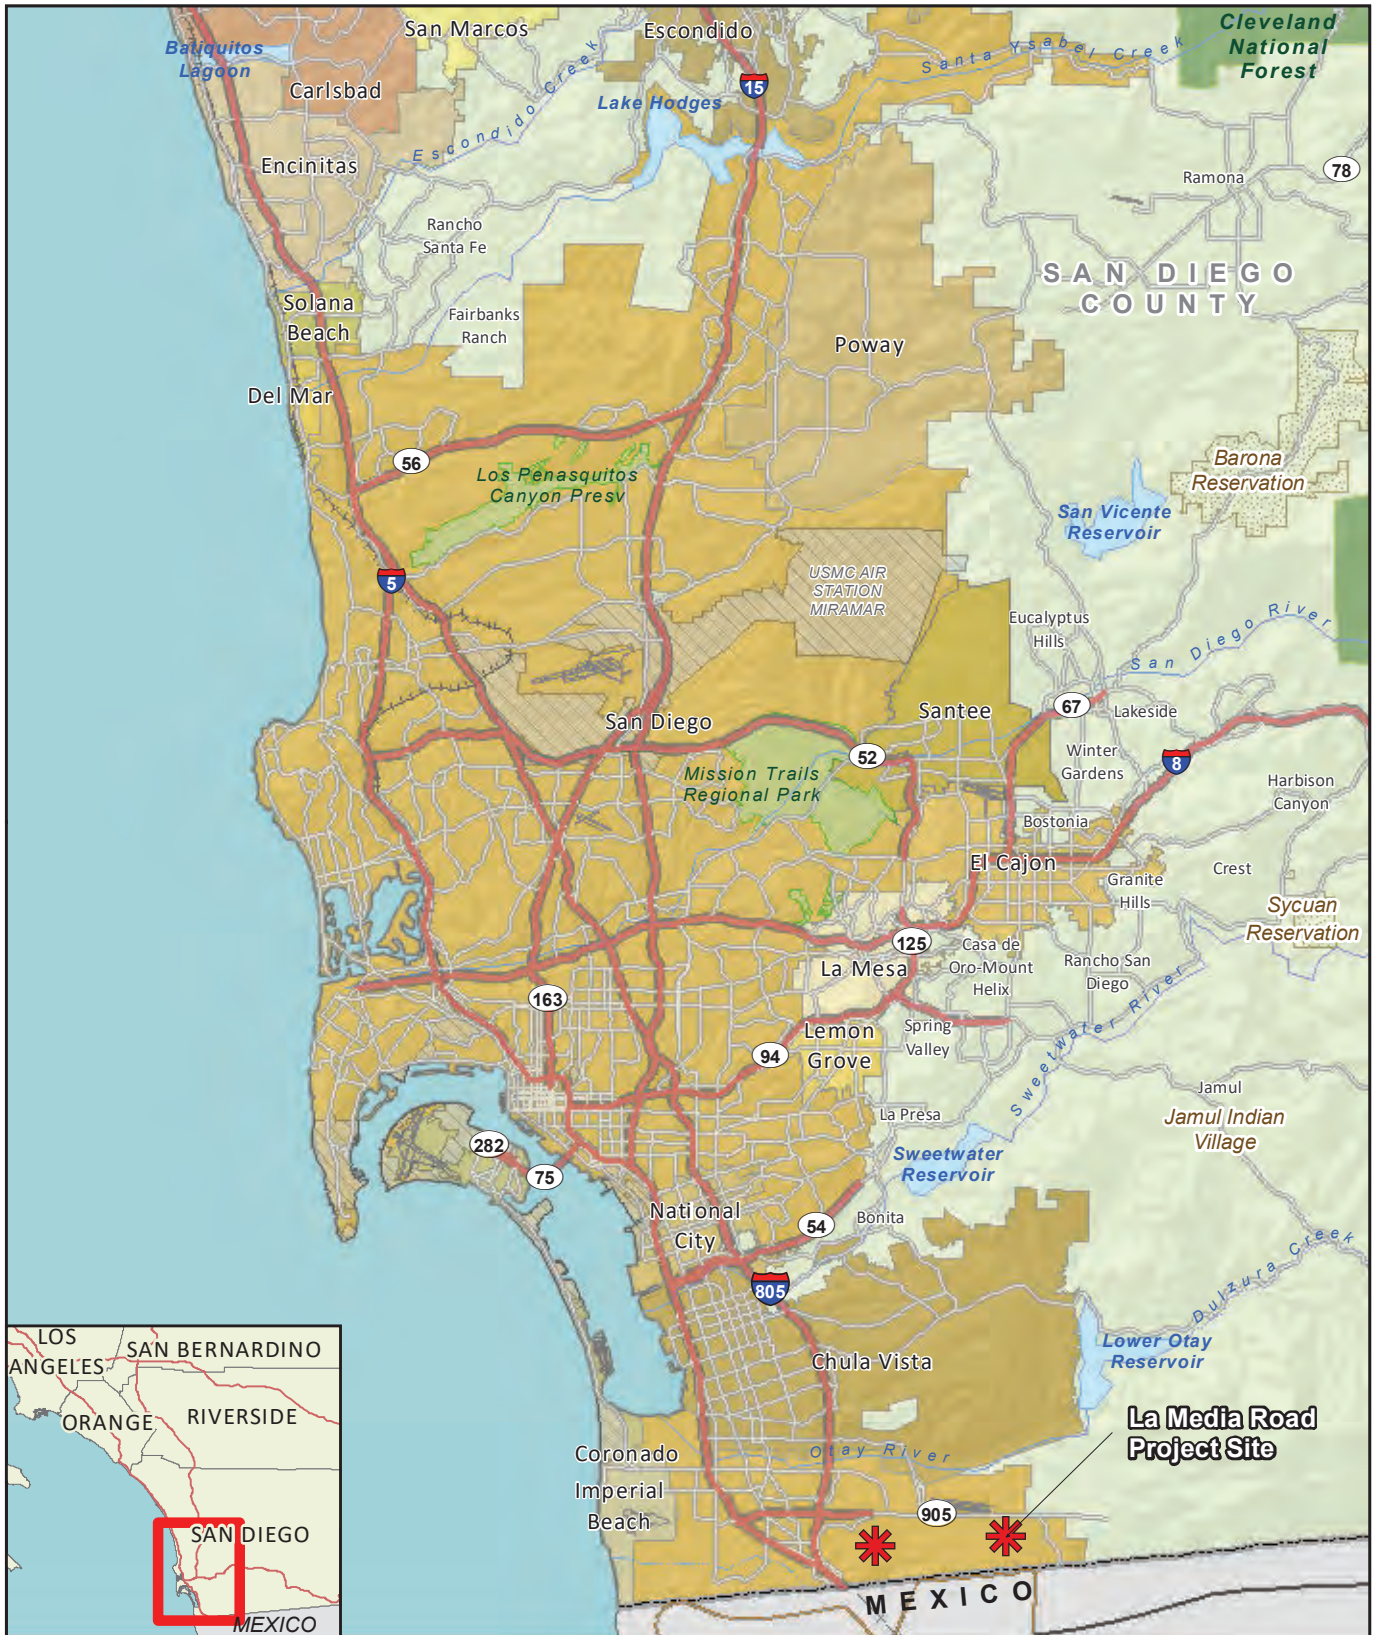 San Marcos
Escondido
Cleveland
National
Forest
Batiquitos
Lagoon
Santa Ysabel Creek
Carlsbad
15
Lake Hodges
Escondido Creek
Encinitas
78
Ramona
Rancho
Santa Fe
SAN DIEGO
COUNTY
Solana
Beach
Fairbanks
Ranch
Poway
Del Mar
56
Los Penasquitos
Canyon Presv
Barona
Reservation
San Vicente
Reservoir
5
USMC AIR
STATION
MIRAMAR
Eucalyptus
Hills
San Diego River
San Diego
Santee
67
Lakeside
52
Winter
Gardens
8
Mission Trails
Regional Park
Harbison
Canyon
Bostonia
El Cajon
Crest
Granite
Hills
Sycuan
Reservation
125
Casa de
Oro-Mount
Helix
La Mesa
Rancho San
Diego
163
Lemon
Grove
Spring
Valley
94
Sweetwater River
Jamul
La Presa
Jamul Indian
Village
282
75
Sweetwater
Reservoir
National
City
54
Bonita
805
Dulzura Creek
Lower Otay
Reservoir
Chula Vista
La Media Road
Project Site
Otay River
Coronado
Imperial
Beach
905
MEXICO
LOS
ANGELES
SAN BERNARDINO
ORANGE
RIVERSIDE
SAN DIEGO
MEXICO